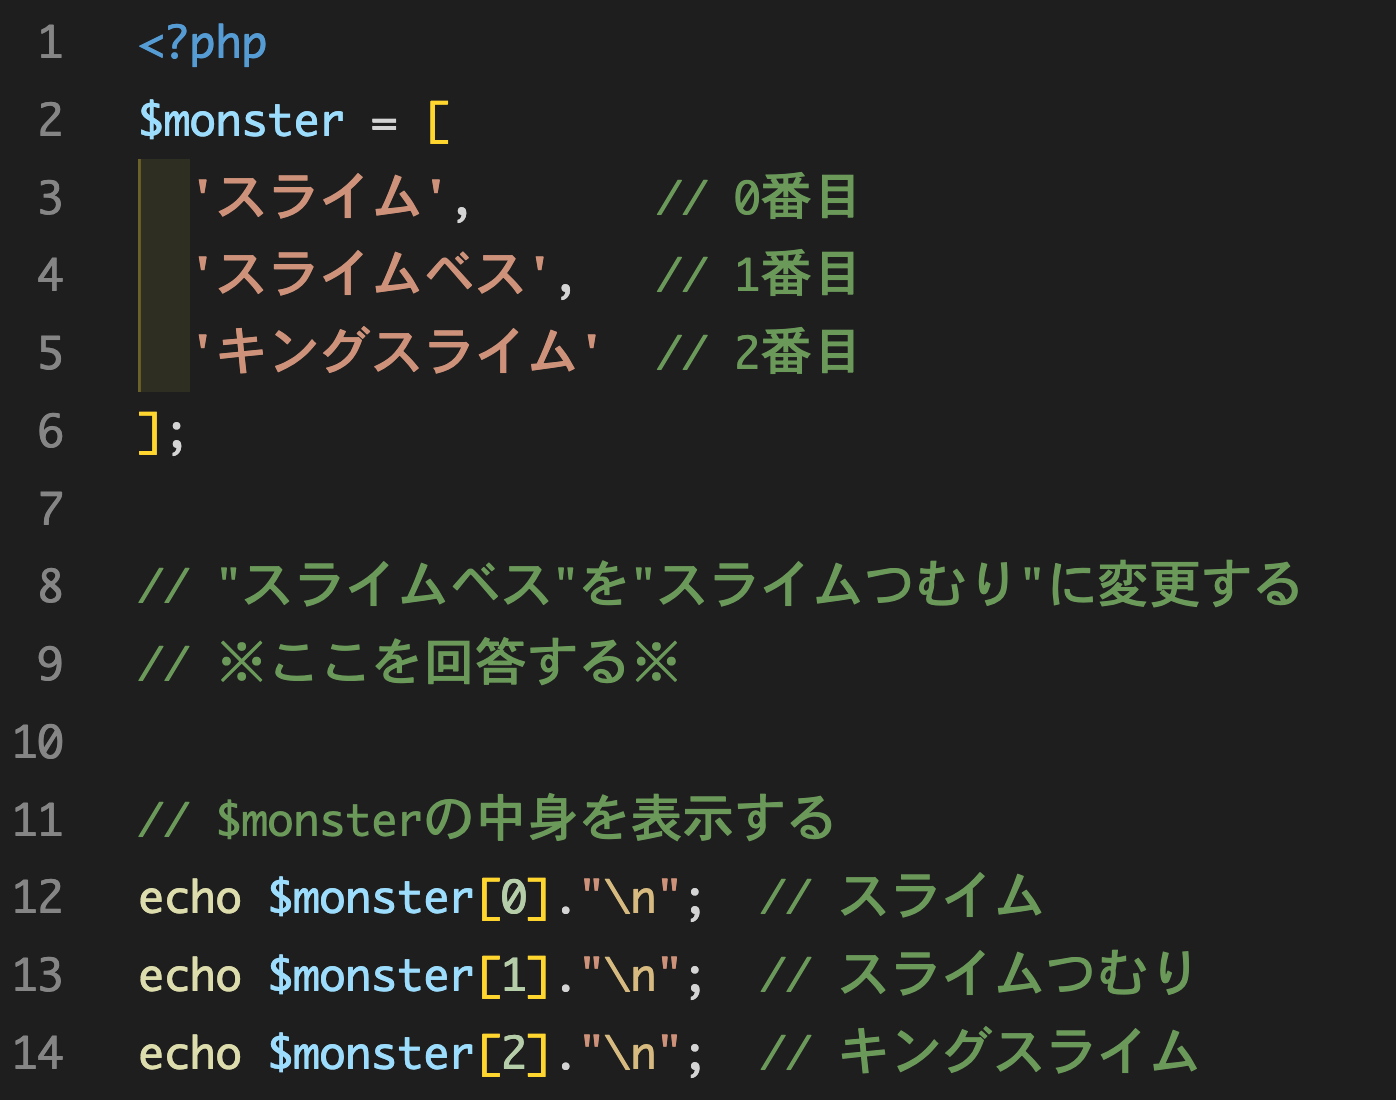 1 <?php
2 $monster = [
3   'スライム',       // 0番目
4   'スライムベス',   // 1番目
5   'キングスライム'  // 2番目
6 ];
7
8 // "スライムベス"を"スライムつむり"に変更する
9 // ※ここを回答する※
10
11 // $monsterの中身を表示する
12 echo $monster[0]."\n";  // スライム
13 echo $monster[1]."\n";  // スライムつむり
14 echo $monster[2]."\n";  // キングスライム